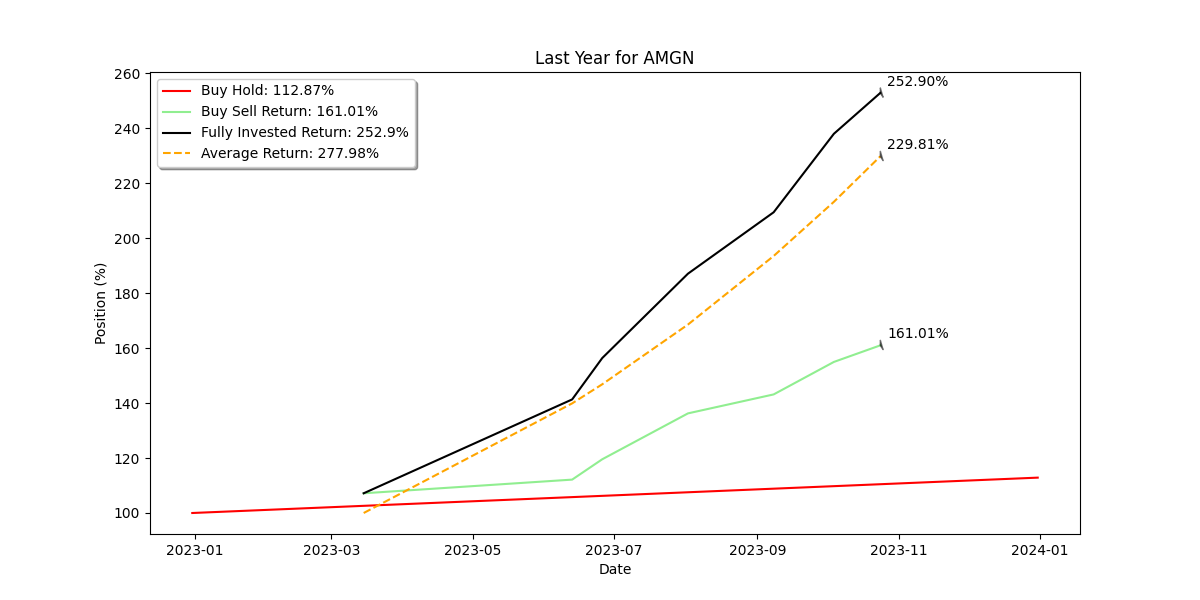 Last Year for AMGN
Buy Hold: 112.87%
Buy Sell Return: 161.01%
Fully Invested Return: 252.9%
Average Return: 277.98%
252.90%
229.81%
161.01%
Position (%)
260
240
220
200
180
160
140
120
100
2023-01
2023-03
2023-05
2023-07
2023-09
2023-11
2024-01
Date